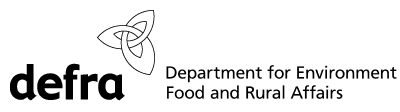 defra
Department for Environment
Food and Rural Affairs